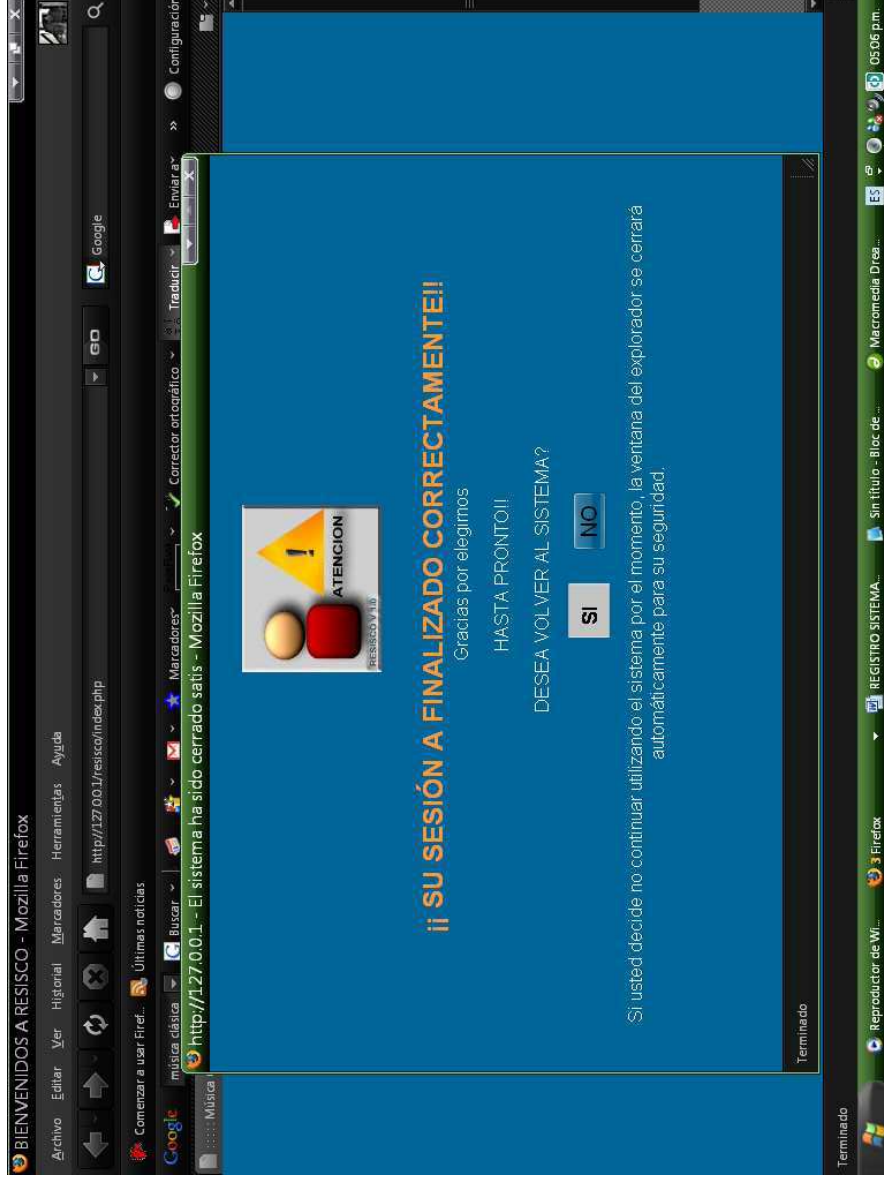 BIENVENIDOS A RESISCO - Mozilla Firefox
Archivo Editar Ver Historial Marcadores Herramientas Ayuda
http://127.0.0.1/resisco/index.php GO Google
Comenzar a usar Firef... Últimas noticias
Google música clásica Buscar Marcadores Corrector ortográfico Traducir Enviar a Configuración
:::: Música
http://127.0.0.1 - El sistema ha sido cerrado satis - Mozilla Firefox
ATENCION
RESISCO V 1.0
¡¡ SU SESIÓN A FINALIZADO CORRECTAMENTE!!
Gracias por elegirnos
HASTA PRONTO!!
DESEA VOLVER AL SISTEMA?
SI NO
Si usted decide no continuar utilizando el sistema por el momento, la ventana del explorador se cerrará
automáticamente para su seguridad.
Terminado
Terminado
Reproductor de Wi... 3 Firefox REGISTRO SISTEMA... Sin título - Bloc de ... Macromedia Drea... ES 05:06 p.m.